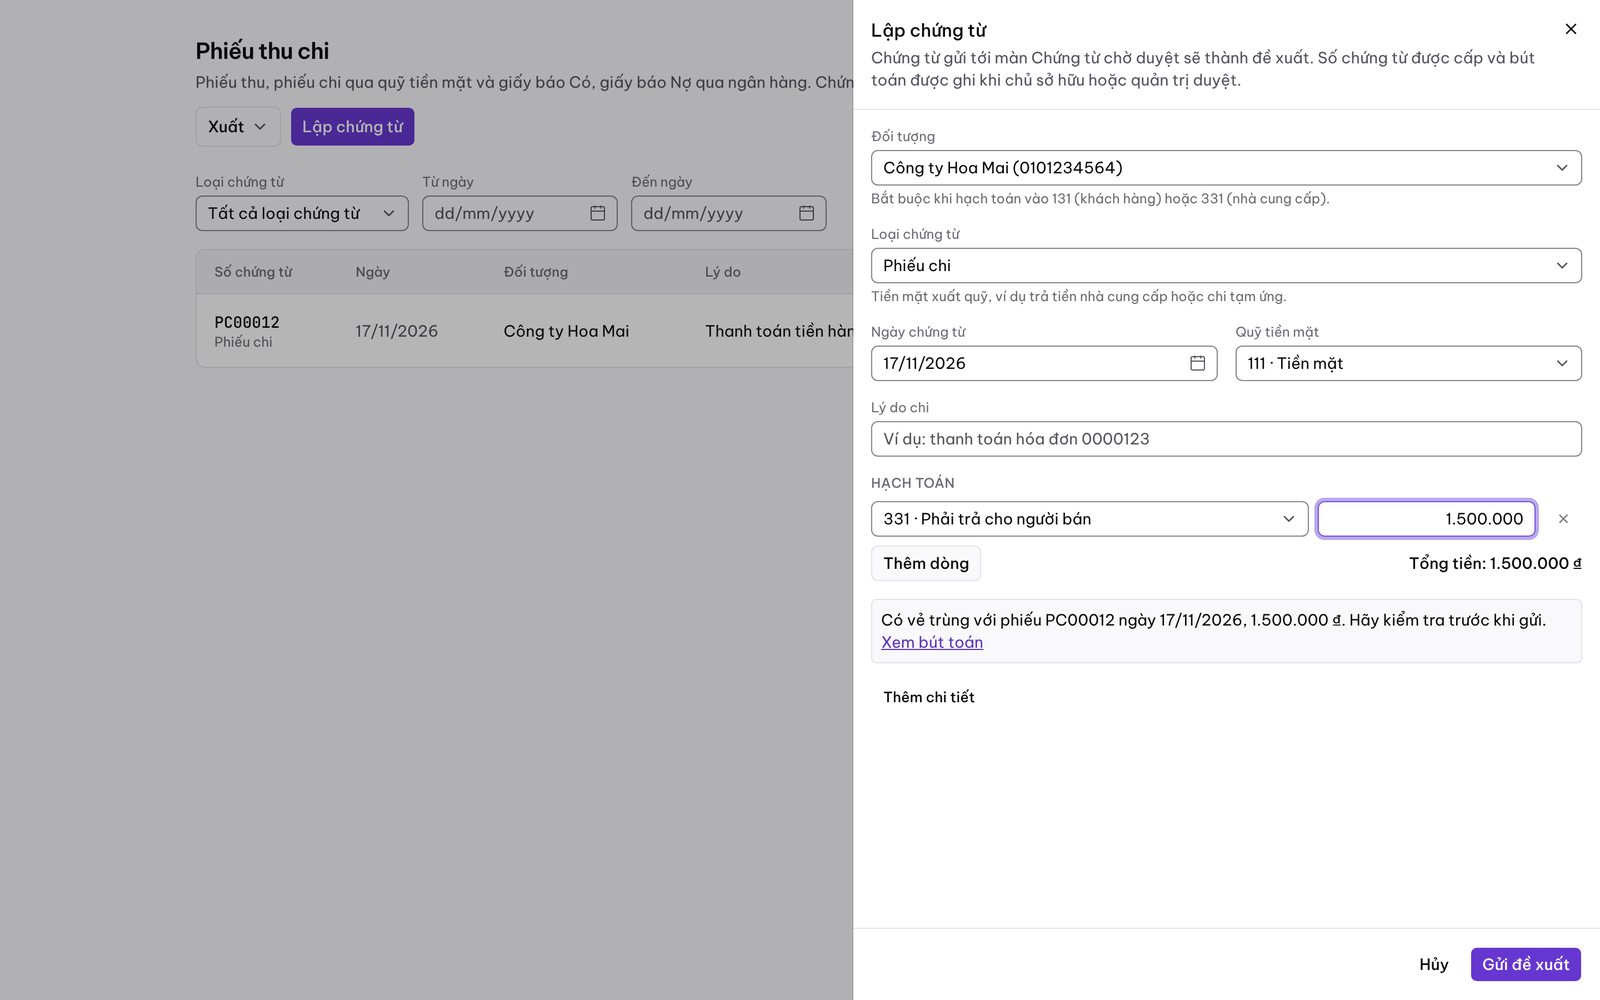 Phiếu thu chi
Phiếu thu, phiếu chi qua quỹ tiền mặt và giấy báo Có, giấy báo Nợ qua ngân hàng.
Xuất
Lập chứng từ
Loại chứng từ
Từ ngày
Đến ngày
Tất cả loại chứng từ
dd/mm/yyyy
dd/mm/yyyy
Số chứng từ
Ngày
Đối tượng
Lý do
PC00012
Phiếu chi
17/11/2026
Công ty Hoa Mai
Thanh toán tiền
Lập chứng từ
Chứng từ gửi tới màn Chứng từ chờ duyệt sẽ thành đề xuất. Số chứng từ được cấp và bút
toán được ghi khi chủ sở hữu hoặc quản trị duyệt.
Đối tượng
Công ty Hoa Mai (0101234564)
Bắt buộc khi hạch toán vào 131 (khách hàng) hoặc 331 (nhà cung cấp).
Loại chứng từ
Phiếu chi
Tiền mặt xuất quỹ, ví dụ trả tiền nhà cung cấp hoặc chi tạm ứng.
Ngày chứng từ
Quỹ tiền mặt
17/11/2026
111 · Tiền mặt
Lý do chi
Ví dụ: thanh toán hóa đơn 0000123
HẠCH TOÁN
331 · Phải trả cho người bán
1.500.000
Thêm dòng
Tổng tiền: 1.500.000 ₫
Có vẻ trùng với phiếu PC00012 ngày 17/11/2026, 1.500.000 ₫. Hãy kiểm tra trước khi gửi.
Xem bút toán
Thêm chi tiết
Hủy
Gửi đề xuất